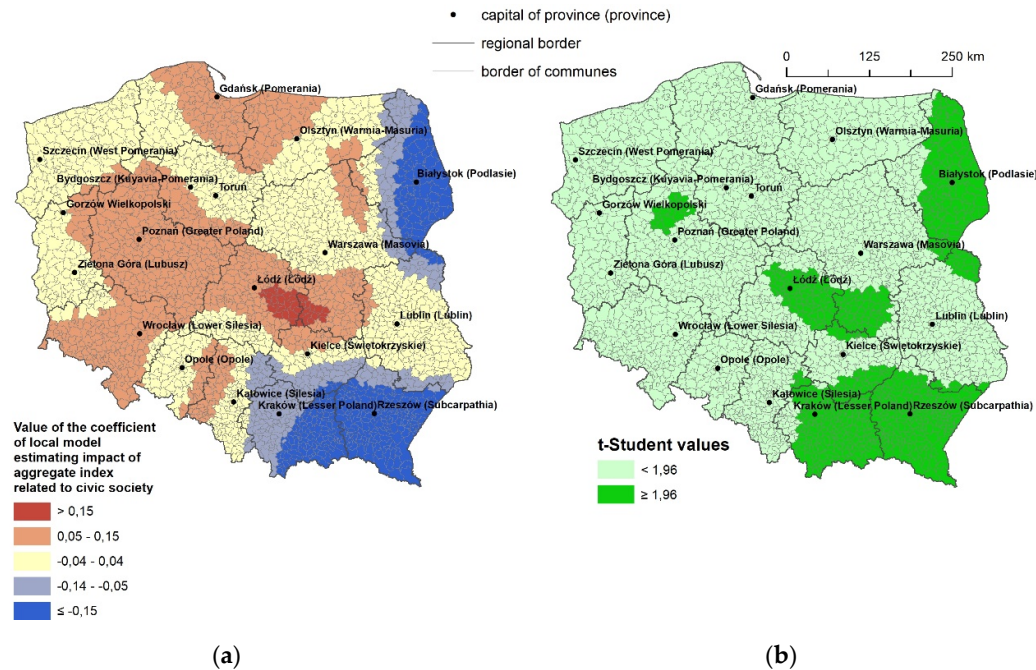 capital of province (province)
regional border
border of communes
0 125 250 km
Gdańsk (Pomerania)
Olsztyn (Warmia-Masuria)
Szczecin (West Pomerania)
Białystok (Podlasie)
Bydgoszcz (Kuyavia-Pomerania)
Toruń
Gorzów Wielkopolski
Poznań (Greater Poland)
Warszawa (Masovia)
Zielona Góra (Lubusz)
Łódź (Łódź)
Wrocław (Lower Silesia)
Lublin (Lublin)
Kielce (Świętokrzyskie)
Opole (Opole)
Katowice (Silesia)
Kraków (Lesser Poland)
Rzeszów (Subcarpathia)
Value of the coefficient
of local model
estimating impact of
aggregate index
related to civic society
> 0,15
0,05 - 0,15
-0,04 - 0,04
-0,14 - -0,05
≤ -0,15
(a)
Gdańsk (Pomerania)
Olsztyn (Warmia-Masuria)
Szczecin (West Pomerania)
Białystok (Podlasie)
Bydgoszcz (Kuyavia-Pomerania)
Toruń
Gorzów Wielkopolski
Poznań (Greater Poland)
Warszawa (Masovia)
Zielona Góra (Lubusz)
Łódź (Łódź)
Wrocław (Lower Silesia)
Lublin (Lublin)
Kielce (Świętokrzyskie)
Opole (Opole)
Katowice (Silesia)
Kraków (Lesser Poland)
Rzeszów (Subcarpathia)
t-Student values
< 1,96
≥ 1,96
(b)